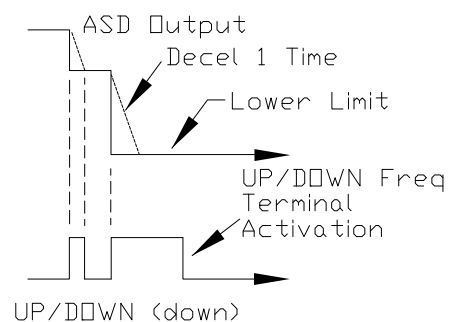 ASD Output
Decel 1 Time
Lower Limit
UP/DOWN Freq
Terminal
Activation
UP/DOWN (down)